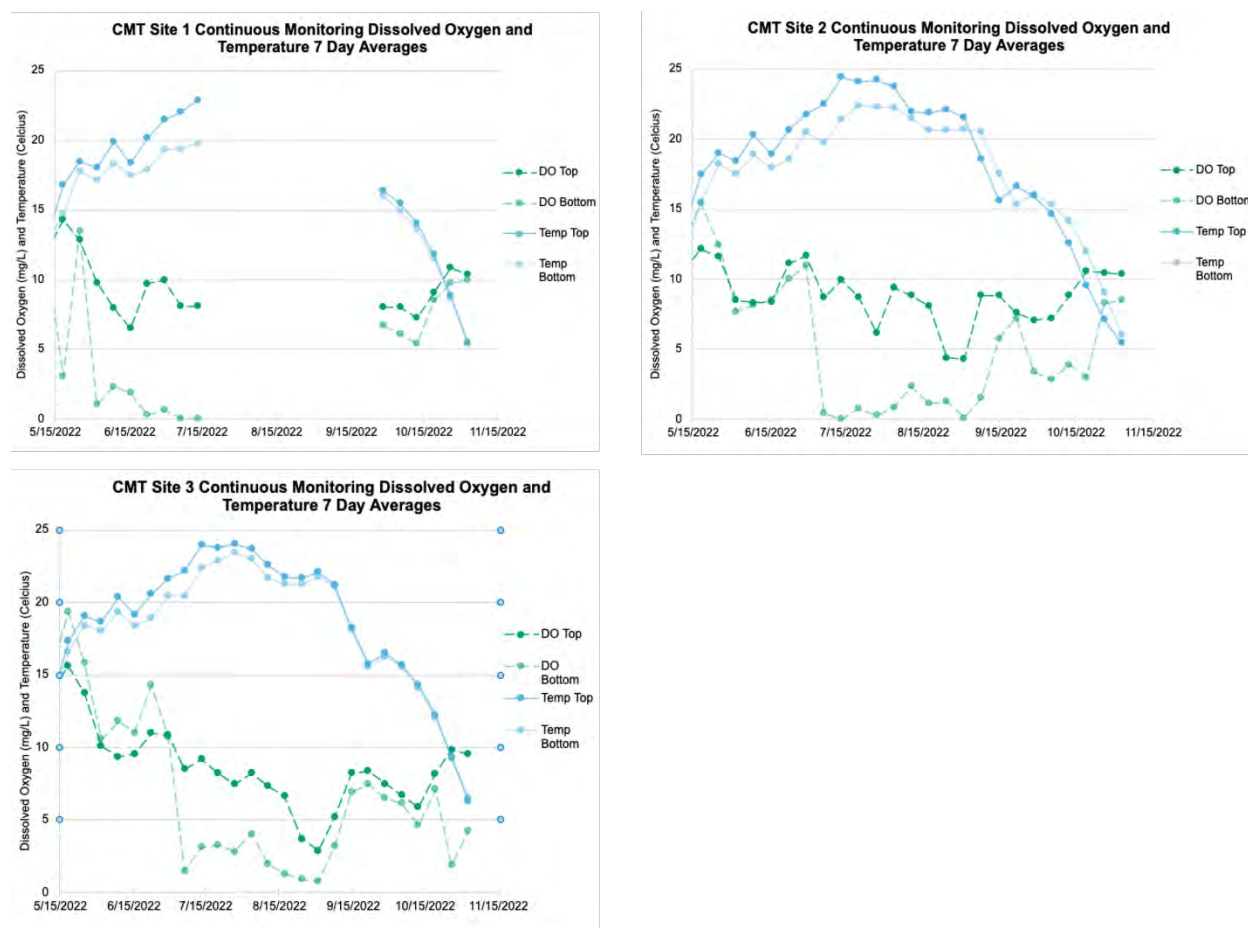 CMT Site 1 Continuous Monitoring Dissolved Oxygen and
Temperature 7 Day Averages
Dissolved Oxygen (mg/L) and Temperature (Celcius)
25
20
15
10
5
0
5/15/2022 6/15/2022 7/15/2022 8/15/2022 9/15/2022 10/15/2022 11/15/2022
DO Top
DO Bottom
Temp Top
Temp
Bottom
CMT Site 2 Continuous Monitoring Dissolved Oxygen and
Temperature 7 Day Averages
Dissolved Oxygen (mg/L) and Temperature (Celcius)
25
20
15
10
5
0
5/15/2022 6/15/2022 7/15/2022 8/15/2022 9/15/2022 10/15/2022 11/15/2022
DO Top
DO Bottom
Temp Top
Temp
Bottom
CMT Site 3 Continuous Monitoring Dissolved Oxygen and
Temperature 7 Day Averages
Dissolved Oxygen (mg/L) and Temperature (Celcius)
25
20
15
10
5
0
5/15/2022 6/15/2022 7/15/2022 8/15/2022 9/15/2022 10/15/2022 11/15/2022
DO Top
DO
Bottom
Temp Top
Temp
Bottom